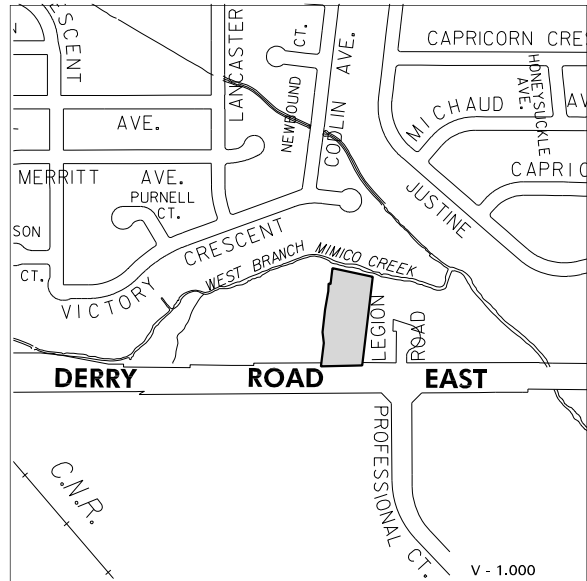 ESCENT
LANCASTER
NEWBOUND
CT.
CODLIN AVE.
CAPRICORN CRES
HONEYSUCKLE
AVE.
MICHAUD
AV
AVE.
MERRITT AVE.
PURNELL
CT.
SON
CT.
CAPRIC
JUSTINE
VICTORY CRESCENT
WEST BRANCH MIMICO CREEK
LEGION
ROAD
DERRY ROAD EAST
PROFESSIONAL CT.
C.N.R.
V - 1.000